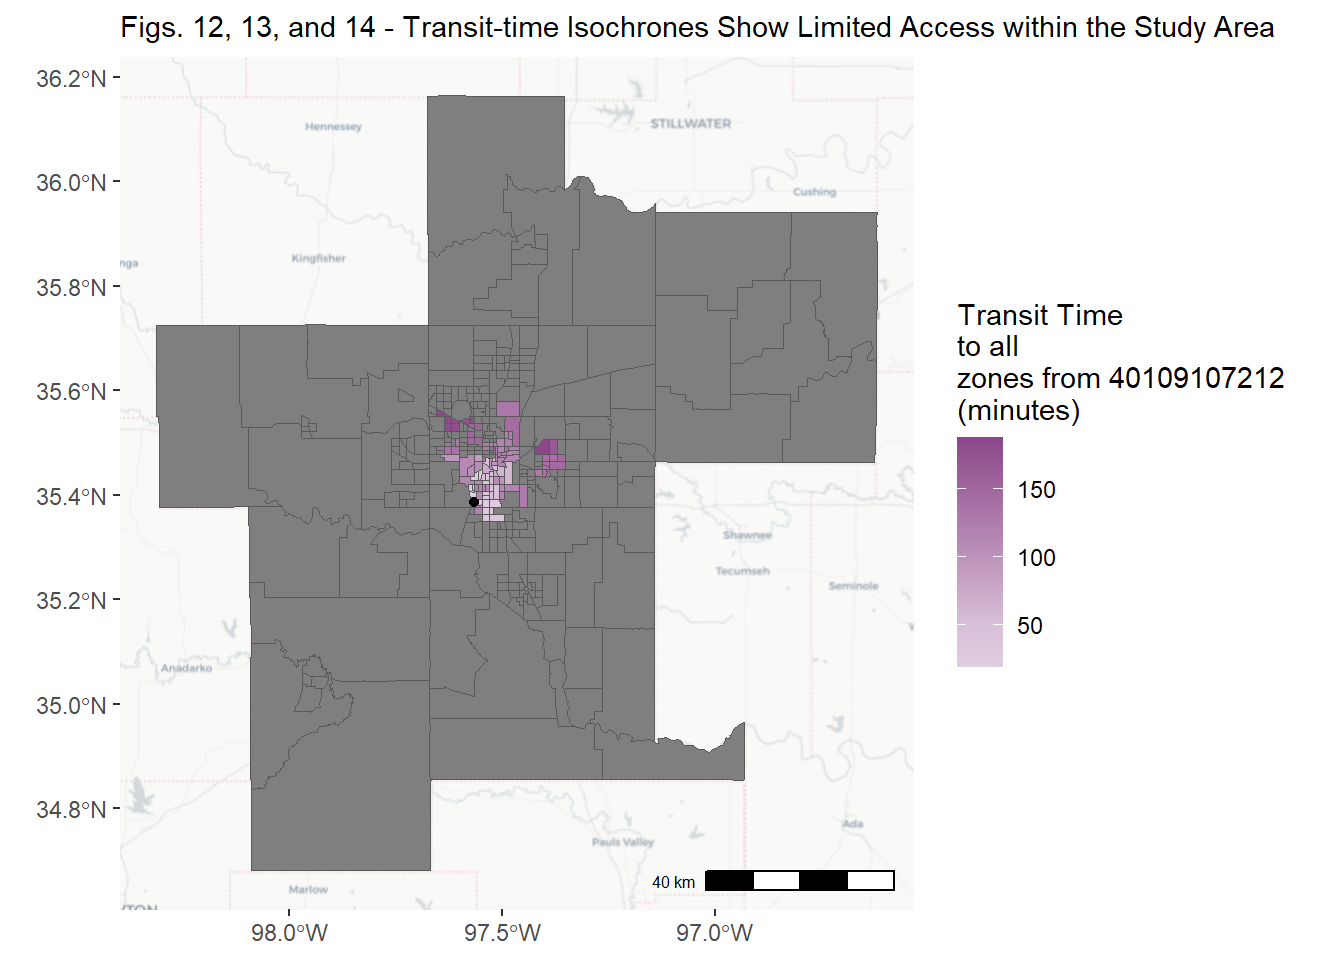 Figs. 12, 13, and 14 - Transit-time Isochrones Show Limited Access within the Study Area
36.2°N
36.0°N
35.8°N
35.6°N
35.4°N
35.2°N
35.0°N
34.8°N
Hennessey
STILLWATER
Cushing
Kingfisher
nga
Shawnee
Tecumseh
Seminole
Anadarko
Pauls Valley
Ada
Marlow
40 km
98.0°W
97.5°W
97.0°W
Transit Time
to all
zones from 40109107212
(minutes)
150
100
50